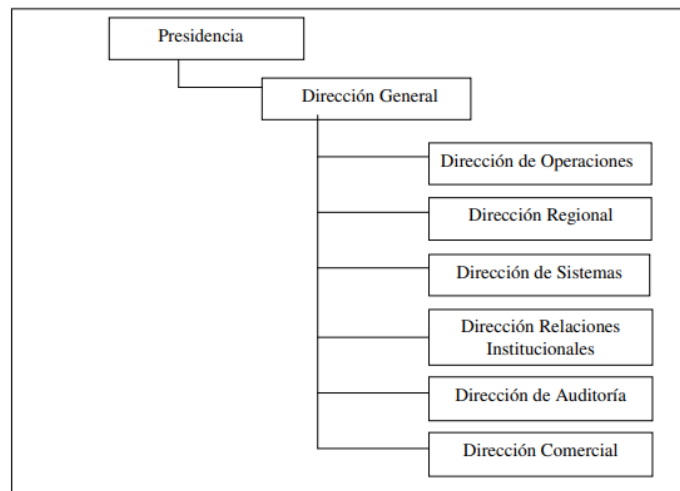 Presidencia
Dirección General
Dirección de Operaciones
Dirección Regional
Dirección de Sistemas
Dirección Relaciones
Institucionales
Dirección de Auditoría
Dirección Comercial